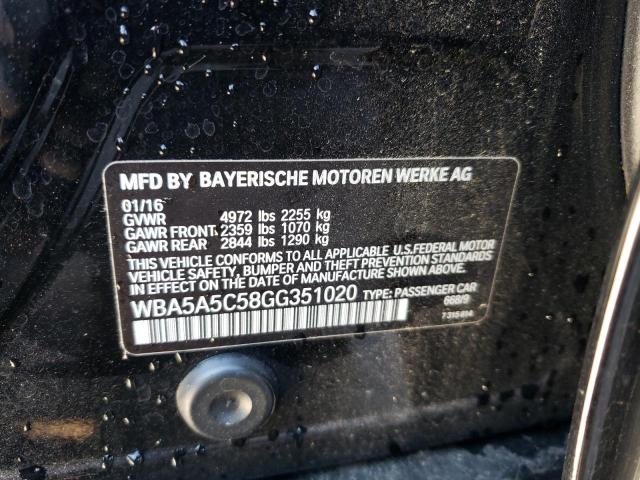 MFD BY BAYERISCHE MOTOREN WERKE AG
01/16
GVWR 4972 lbs 2255 kg
GAWR FRONT 2359 lbs 1070 kg
GAWR REAR 2844 lbs 1290 kg
THIS VEHICLE CONFORMS TO ALL APPLICABLE U.S.FEDERAL MOTOR
VEHICLE SAFETY, BUMPER AND THEFT PREVENTION STANDARDS
IN EFFECT ON THE DATE OF MANUFACTURE SHOWN ABOVE.
WBA5A5C58GG351020 TYPE: PASSENGER CAR
668/9